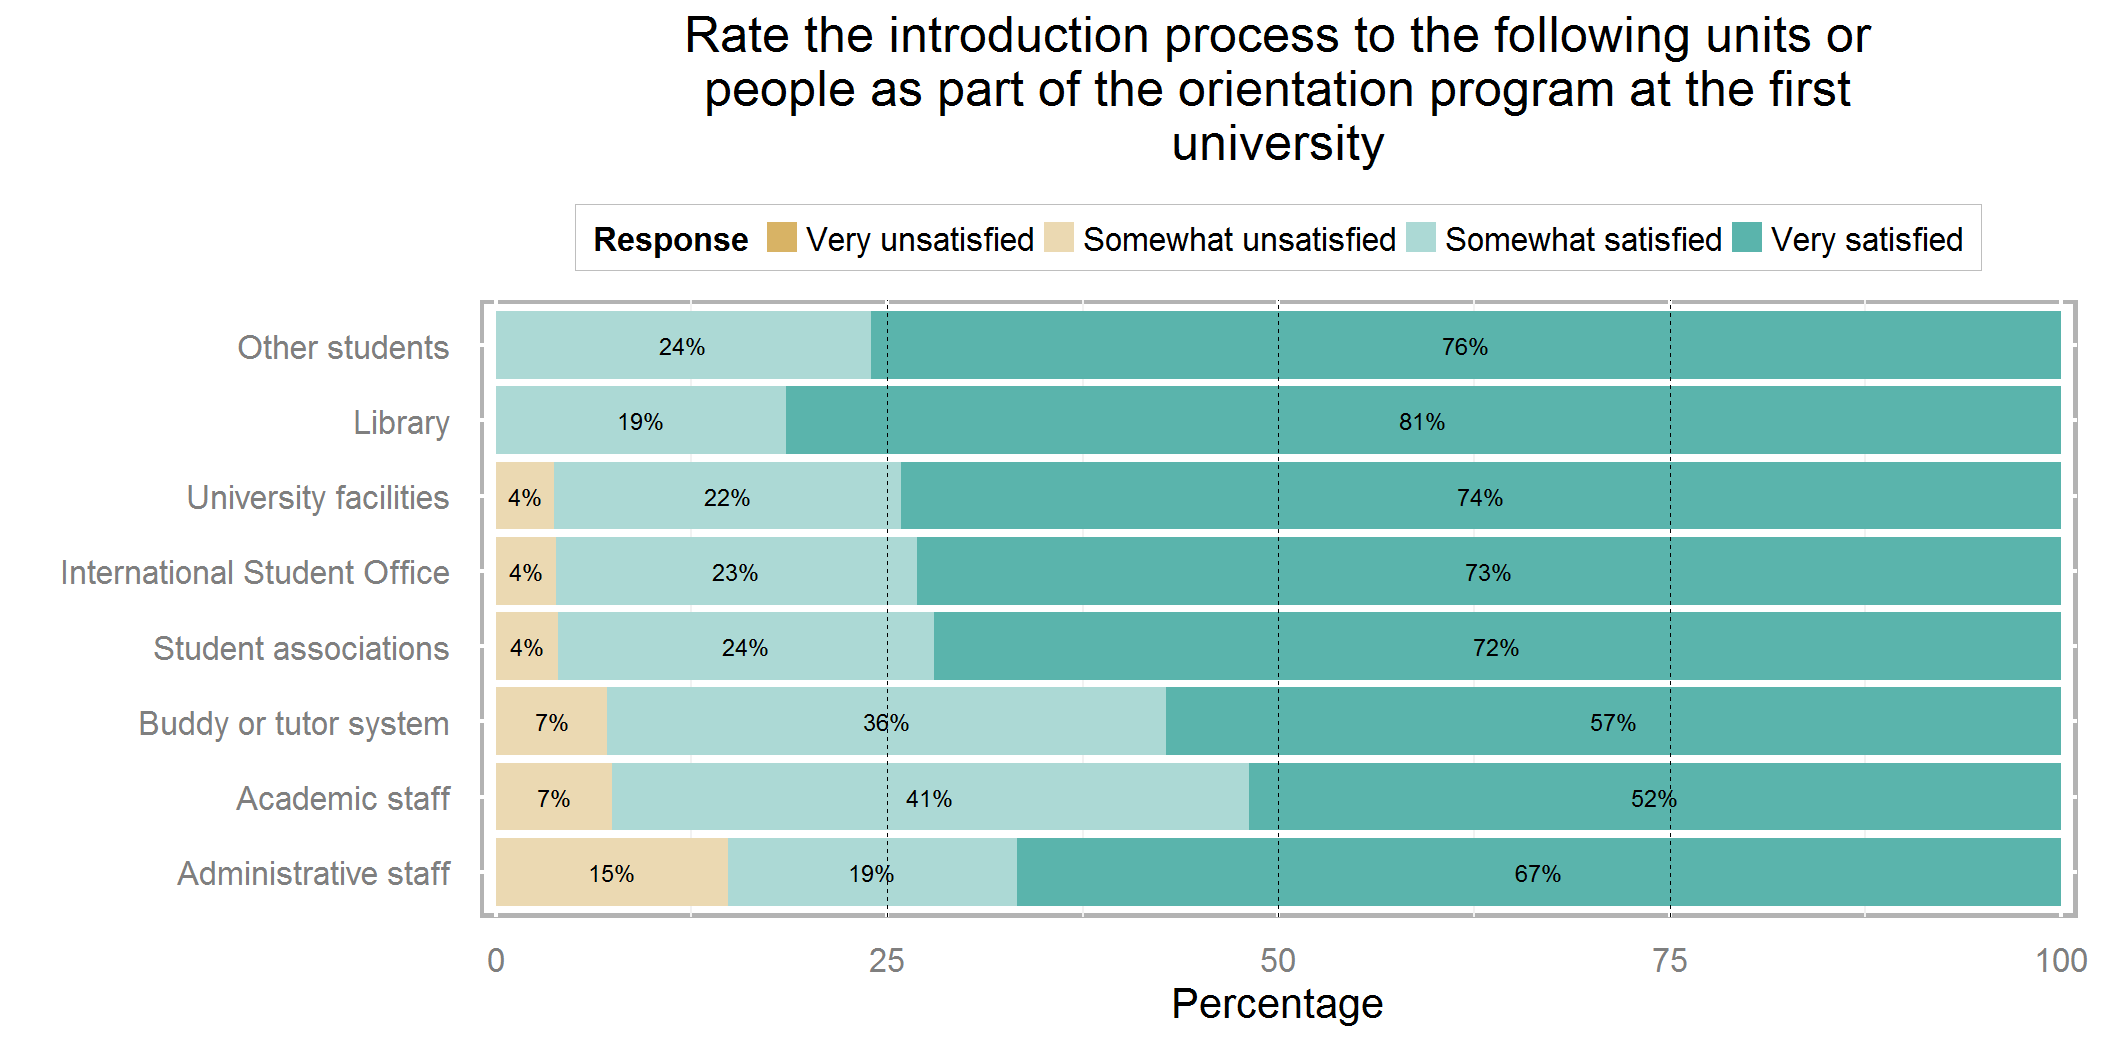 Rate the introduction process to the following units or
people as part of the orientation program at the first
university
Response Very unsatisfied Somewhat unsatisfied Somewhat satisfied Very satisfied
Other students 24% 76%
Library 19% 81%
University facilities 4% 22% 74%
International Student Office 4% 23% 73%
Student associations 4% 24% 72%
Buddy or tutor system 7% 36% 57%
Academic staff 7% 41% 52%
Administrative staff 15% 19% 67%
0 25 50 75 100
Percentage